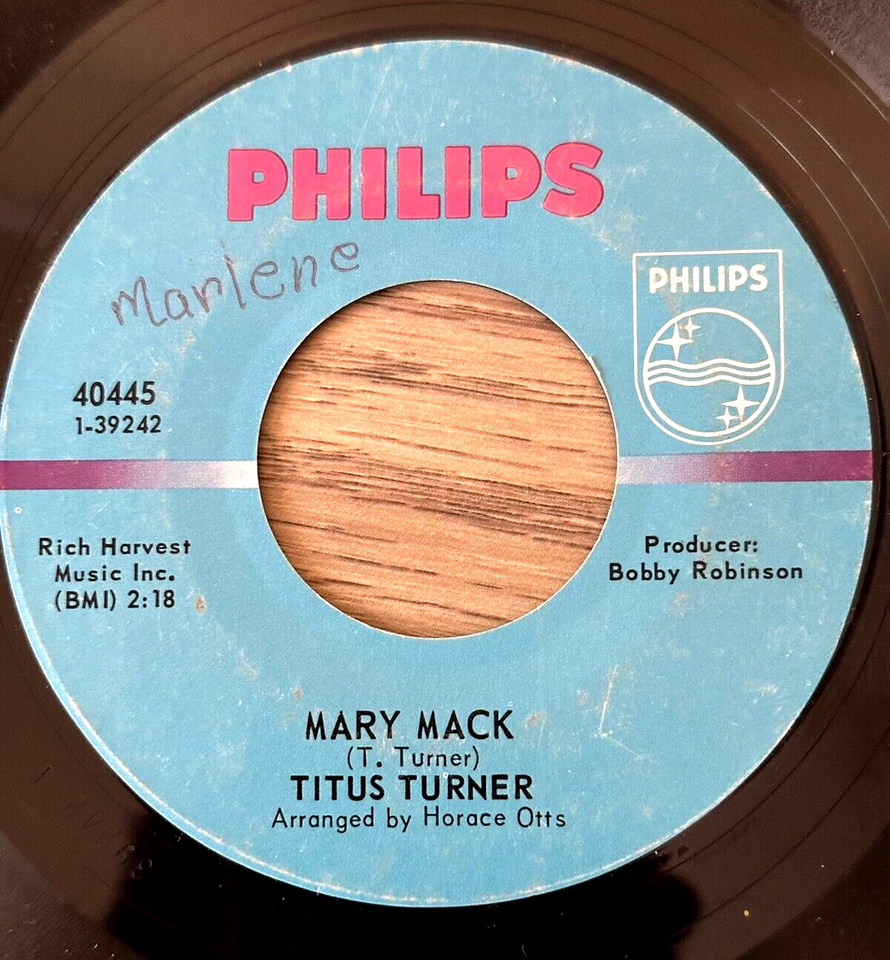 PHILIPS
Marlene
PHILIPS
40445
1-39242
Rich Harvest
Music Inc.
(BMI) 2:18
Producer:
Bobby Robinson
MARY MACK
(T. Turner)
TITUS TURNER
Arranged by Horace Otts